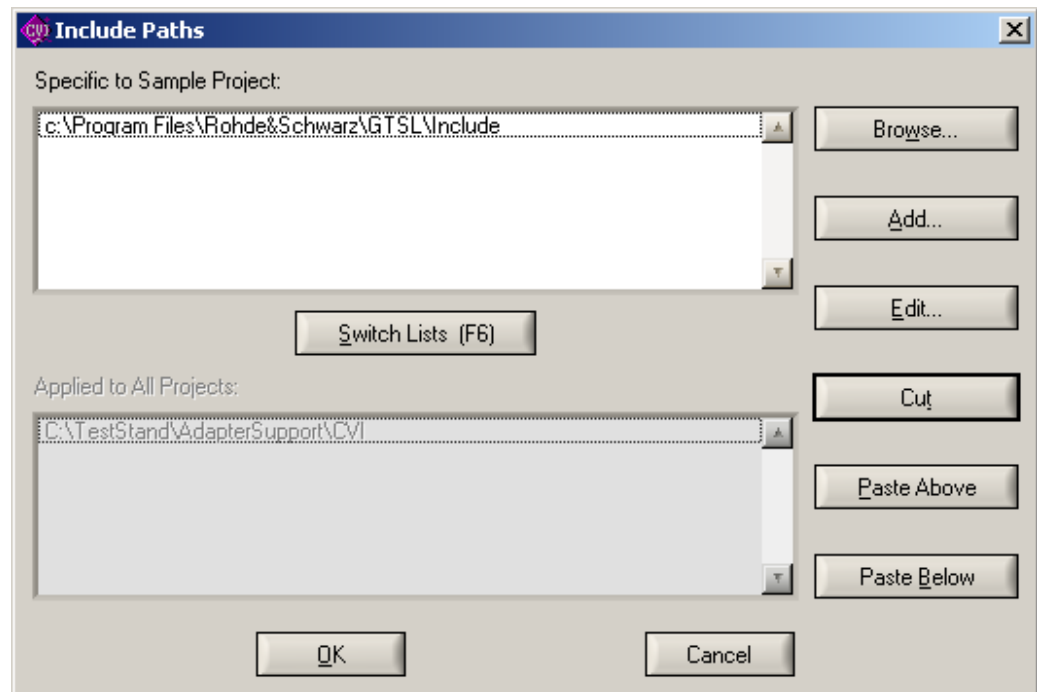 CVI Include Paths
Specific to Sample Project:
c:\Program Files\Rohde&Schwarz\GTSL\Include
Browse...
Add...
Edit...
Switch Lists (F6)
Applied to All Projects:
Cut
C:\TestStand\AdapterSupport\CVI
Paste Above
Paste Below
OK
Cancel